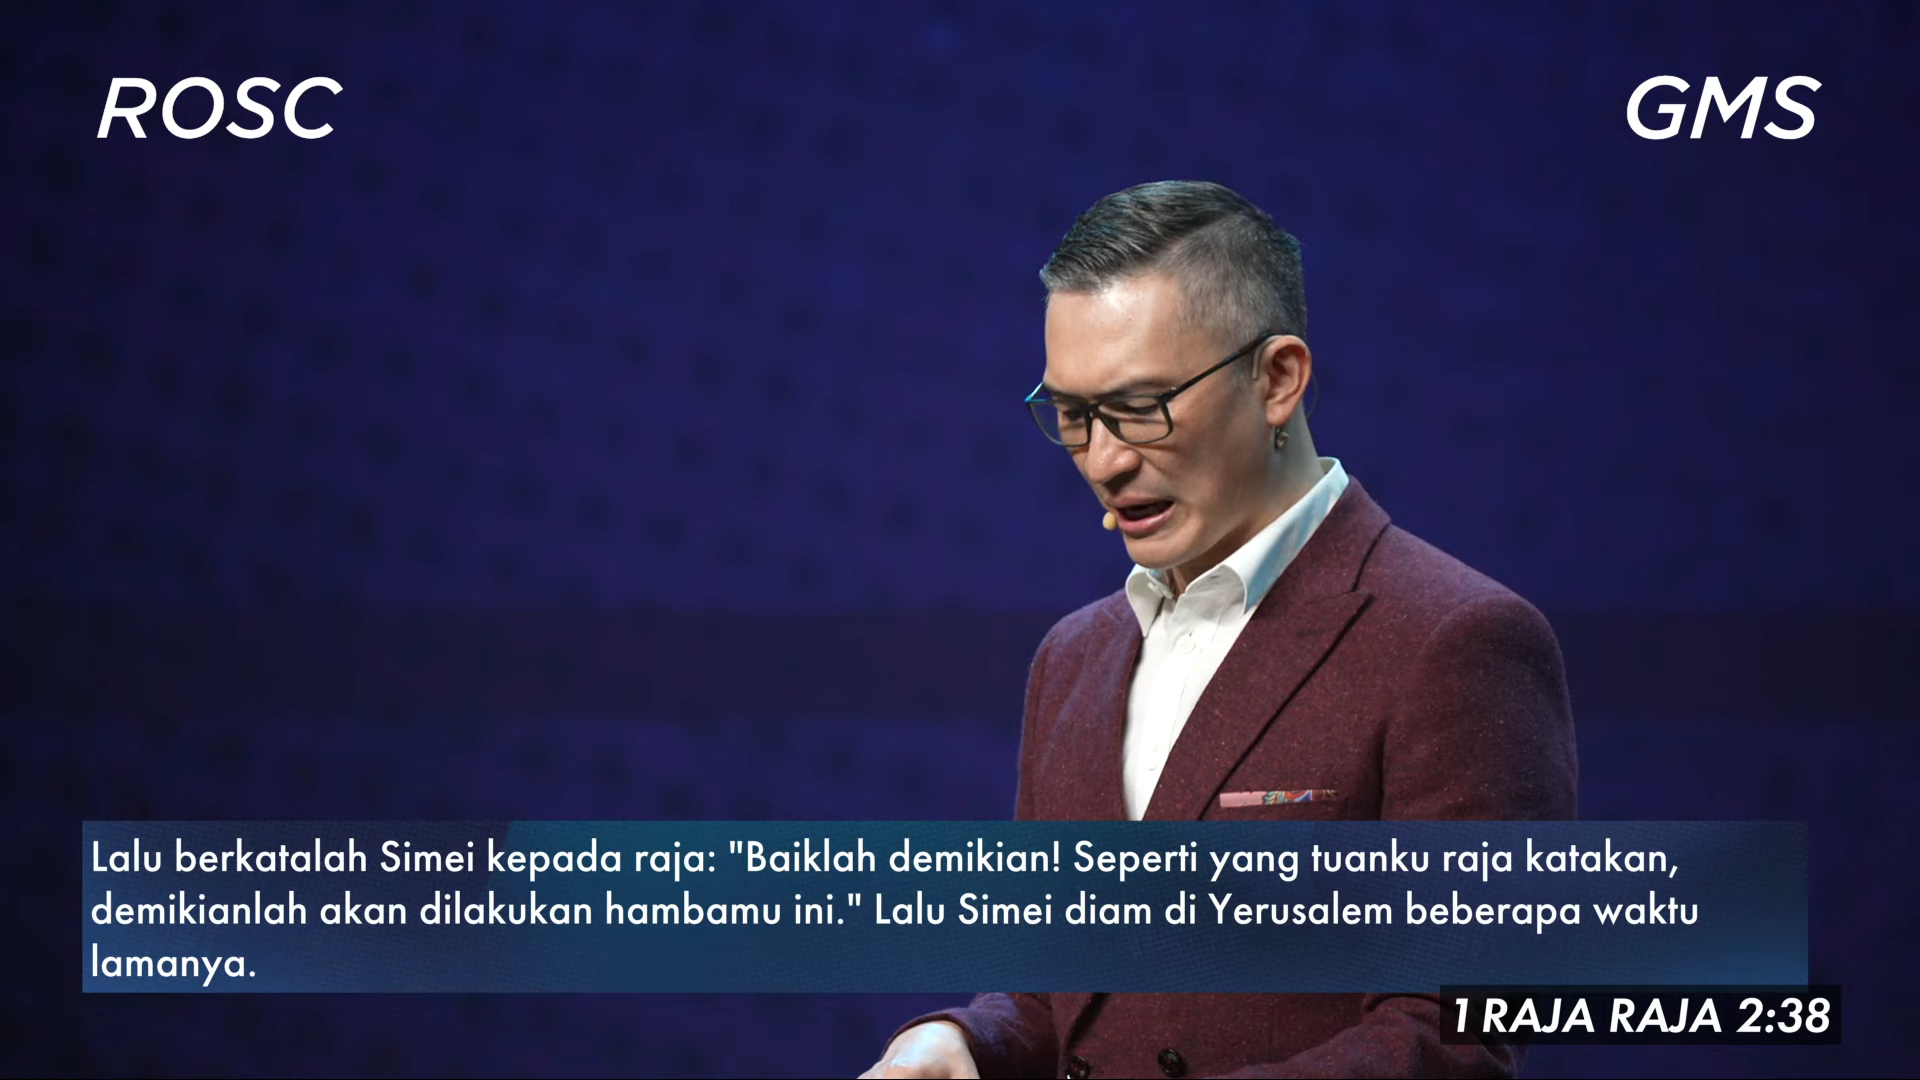 ROSC
GMS
Lalu berkatalah Simei kepada raja: "Baiklah demikian! Seperti yang tuanku raja katakan,
demikianlah akan dilakukan hambamu ini." Lalu Simei diam di Yerusalem beberapa waktu
lamanya.
1 RAJA RAJA 2:38